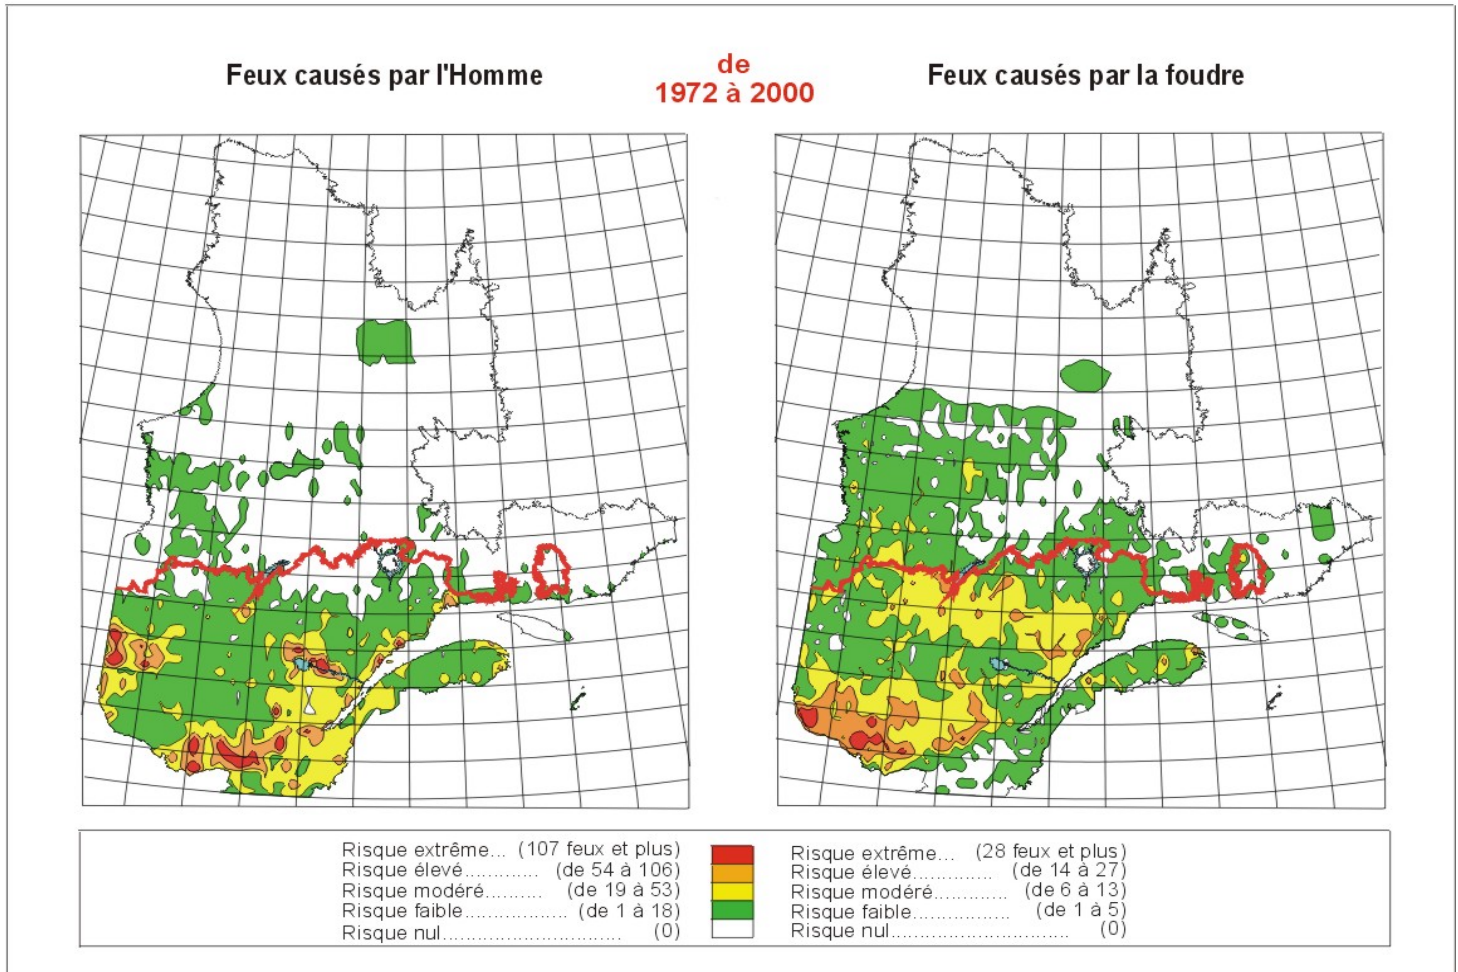 Feux causés par l'Homme
de
1972 à 2000
Feux causés par la foudre
Risque extrême... (107 feux et plus)
Risque élevé............. (de 54 à 106)
Risque modéré.......... (de 19 à 53)
Risque faible.................. (de 1 à 18)
Risque nul............................... (0)
Risque extrême... (28 feux et plus)
Risque élevé.............. (de 14 à 27)
Risque modéré............. (de 6 à 13)
Risque faible................. (de 1 à 5)
Risque nul............................... (0)